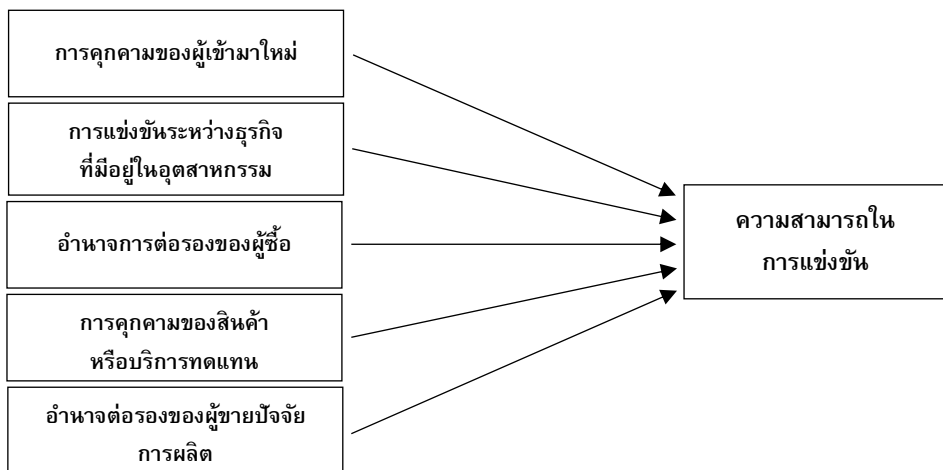 การคุกคามของผู้เข้ามาใหม่
การแข่งขันระหว่างธุรกิจ
ที่มีอยู่ในอุตสาหกรรม
อำนาจการต่อรองของผู้ซื้อ
การคุกคามของสินค้า
หรือบริการทดแทน
อำนาจต่อรองของผู้ขายปัจจัย
การผลิต
ความสามารถใน
การแข่งขัน